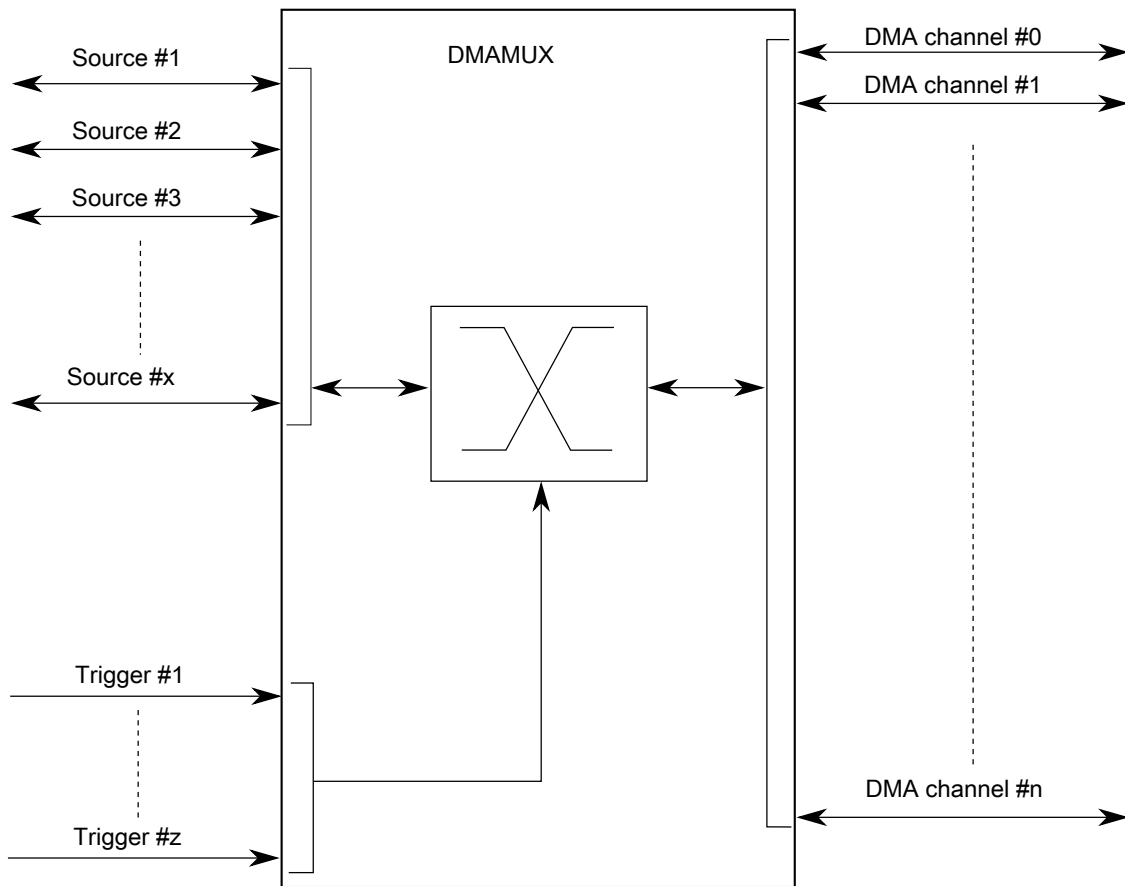 DMAMUX
Source #1
Source #2
Source #3
Source #x
Trigger #1
Trigger #z
DMA channel #0
DMA channel #1
DMA channel #n